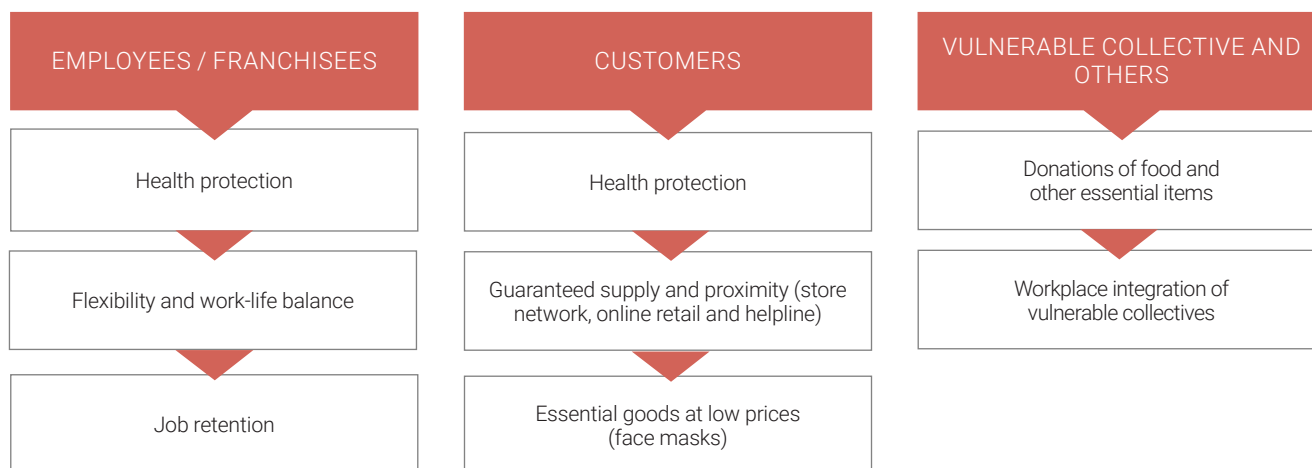 EMPLOYEES / FRANCHISEES
Health protection
Flexibility and work-life balance
Job retention
CUSTOMERS
Health protection
Guaranteed supply and proximity (store
network, online retail and helpline)
Essential goods at low prices
(face masks)
VULNERABLE COLLECTIVE AND
OTHERS
Donations of food and
other essential items
Workplace integration of
vulnerable collectives